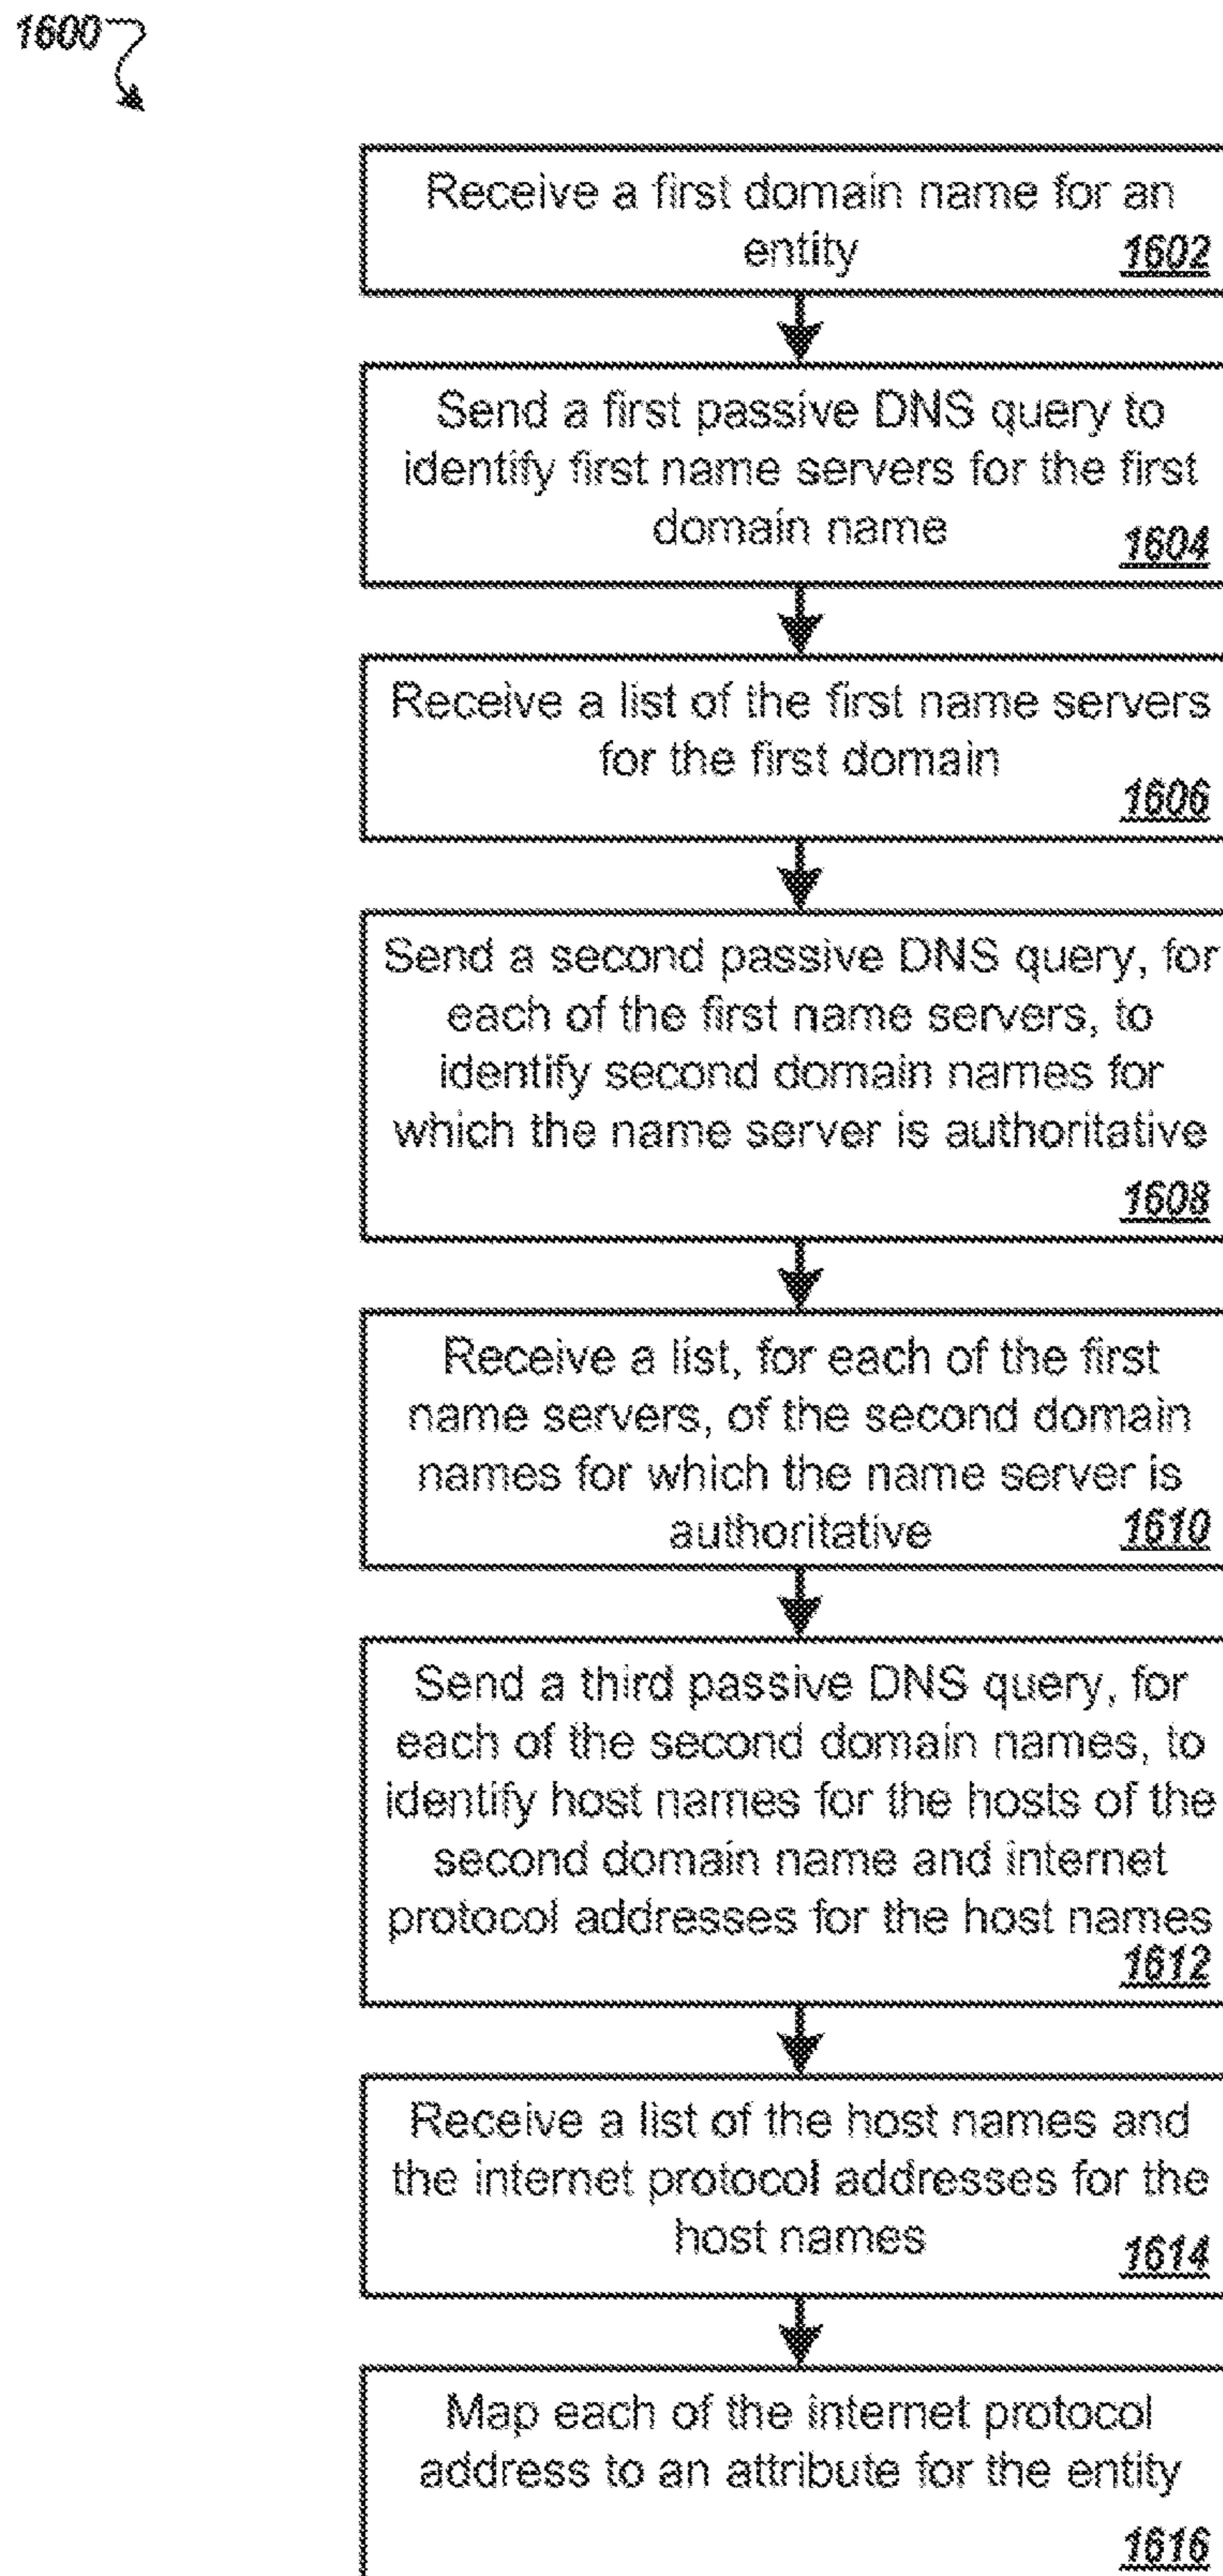 1600
Receive a first domain name for an
entity 1602
Send a first passive DNS query to
identify first name servers for the first
domain name 1604
Receive a list of the first name servers
for the first domain
1606
Send a second passive DNS query, for
each of the first name servers, to
identify second domain names for
which the name server is authoritative
1608
Receive a list, for each of the first
name servers, of the second domain
names for which the name server is
authoritative 1610
Send a third passive DNS query, for
each of the second domain names, to
identify host names for the hosts of the
second domain name and internet
protocol addresses for the host names
1612
Receive a list of the host names and
the internet protocol addresses for the
host names 1614
Map each of the internet protocol
address to an attribute for the entity
1616